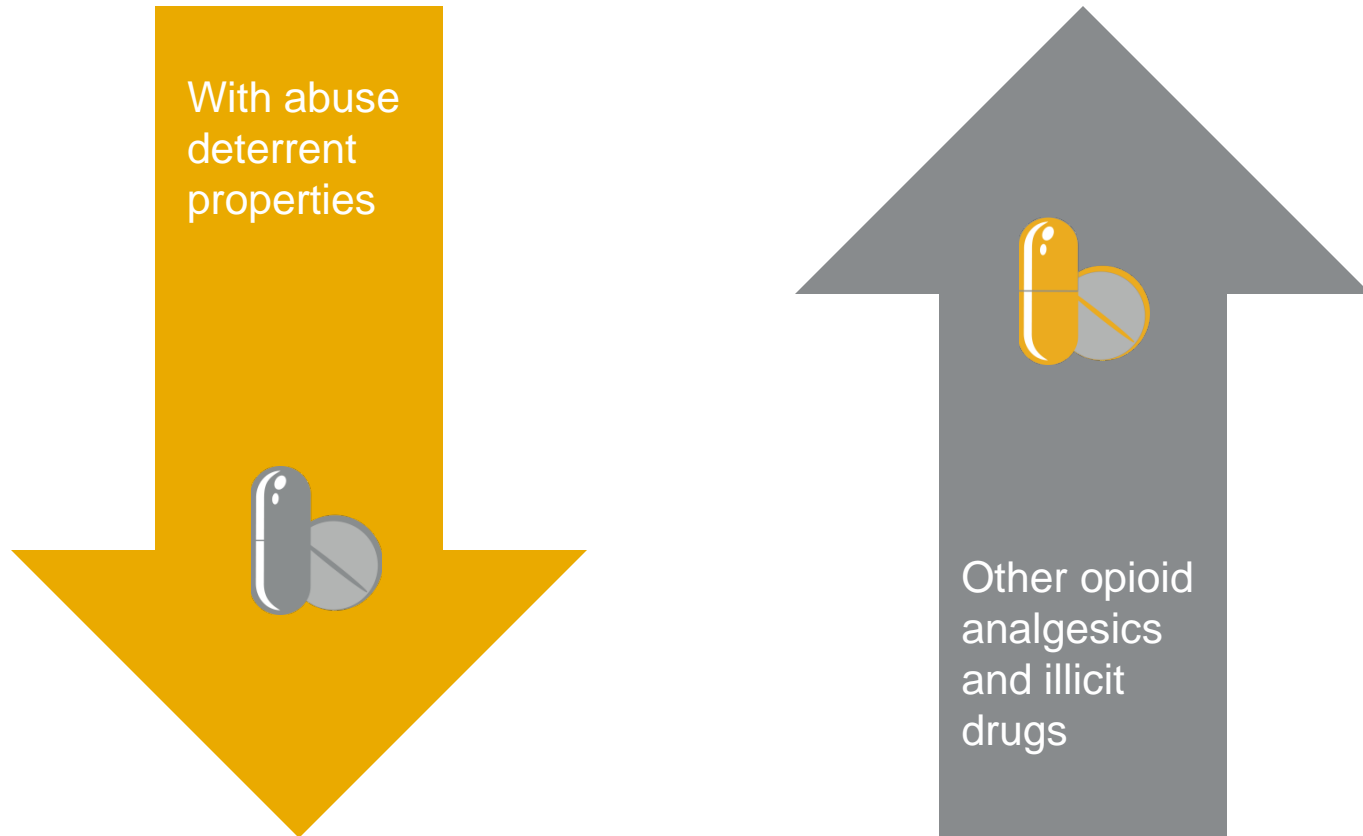 With abuse
deterrent
properties
Other opioid
analgesics
and illicit
drugs